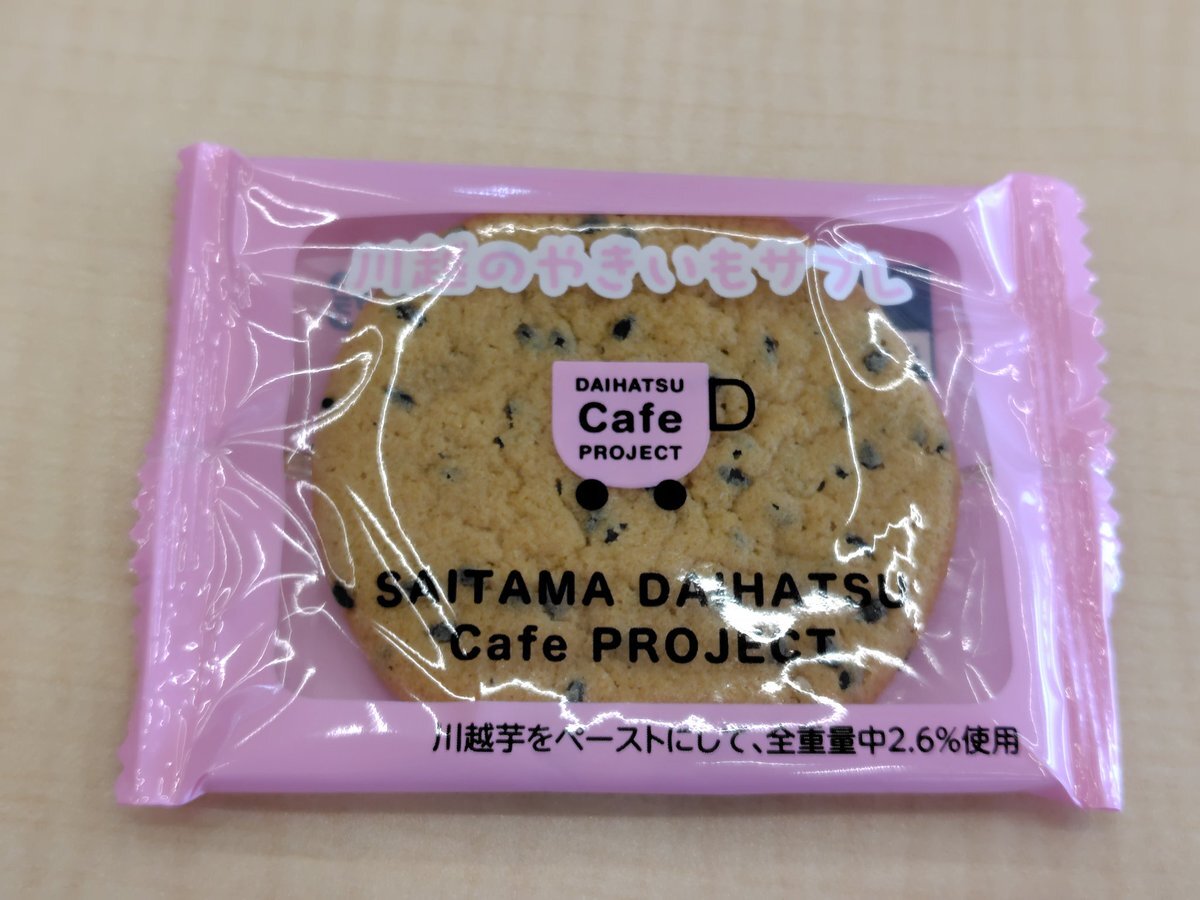 川越のやきいもサブレ
DAIHATSU
Cafe
PROJECT
D
SAITAMA DAIHATSU
Cafe PROJECT
川越芋をペーストにして、全重量中2.6%使用